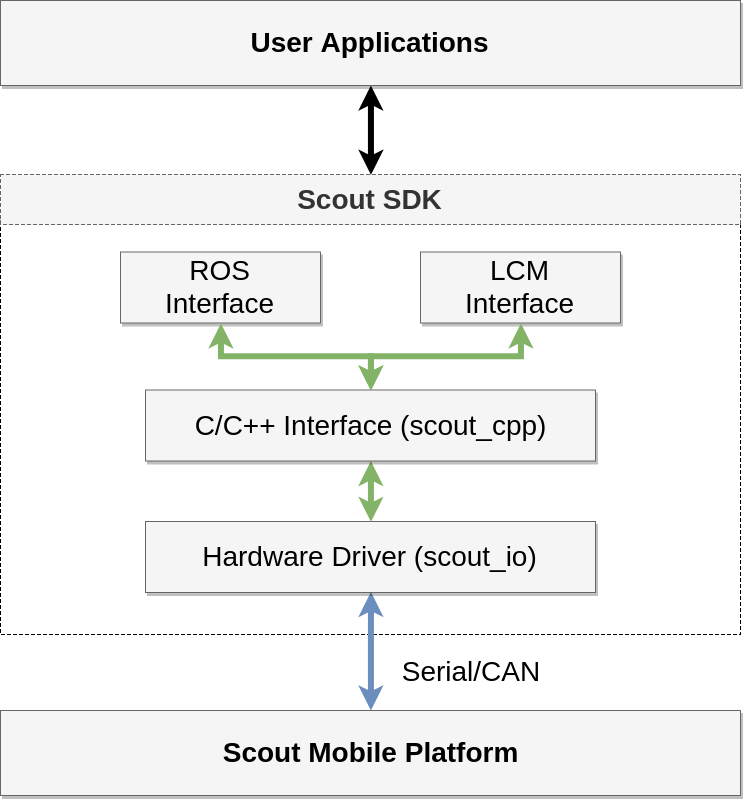 User Applications
Scout SDK
ROS
Interface
LCM
Interface
C/C++ Interface (scout_cpp)
Hardware Driver (scout_io)
Serial/CAN
Scout Mobile Platform